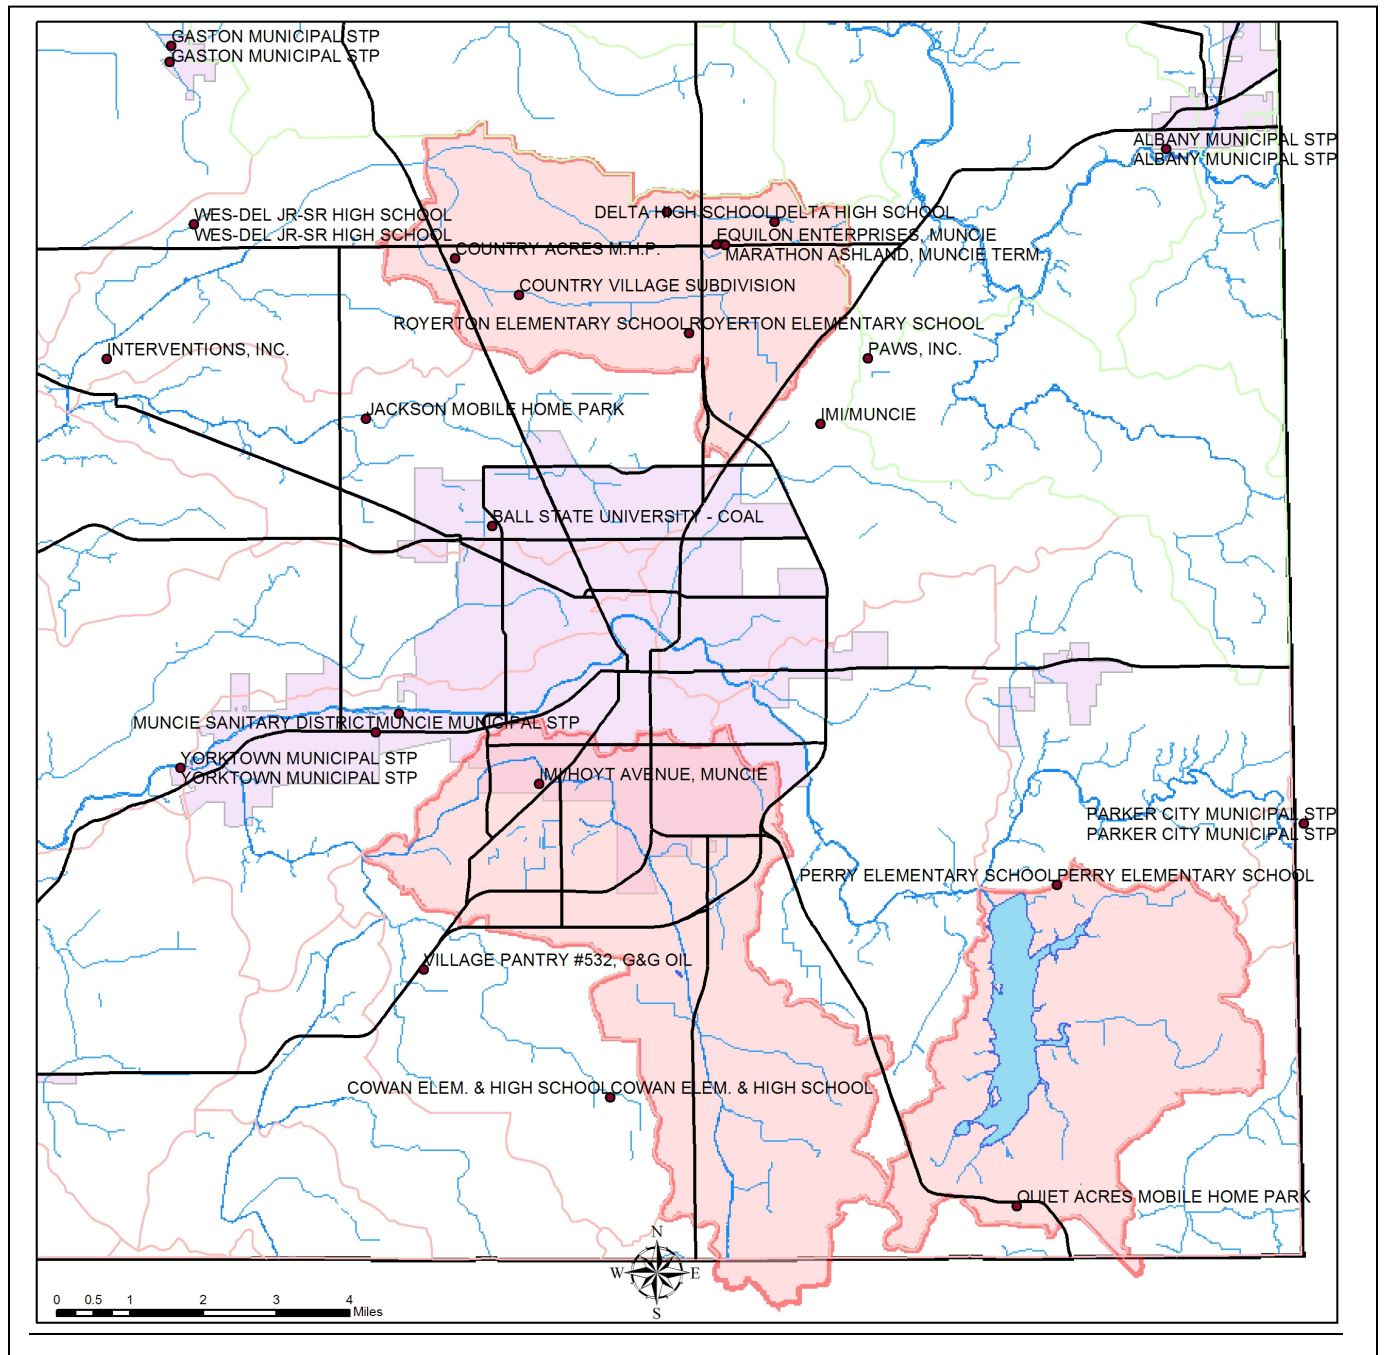 GASTON MUNICIPAL STP
GASTON MUNICIPAL STP
ALBANY MUNICIPAL STP
ALBANY MUNICIPAL STP
WES-DEL JR-SR HIGH SCHOOL
WES-DEL JR-SR HIGH SCHOOL
DELTA HIGH SCHOOL DELTA HIGH SCHOOL
EQUILON ENTERPRISES, MUNCIE
COUNTRY ACRES M.H.P.
MARATHON ASHLAND, MUNCIE TERM.
COUNTRY VILLAGE SUBDIVISION
ROYERTON ELEMENTARY SCHOOL ROYERTON ELEMENTARY SCHOOL
INTERVENTIONS, INC.
PAWS, INC.
JACKSON MOBILE HOME PARK
IMI/MUNCIE
BALL STATE UNIVERSITY - COAL
MUNCIE SANITARY DISTRICT MUNCIE MUNICIPAL STP
YORKTOWN MUNICIPAL STP
YORKTOWN MUNICIPAL STP
IMI/HOYT AVENUE, MUNCIE
PARKER CITY MUNICIPAL STP
PARKER CITY MUNICIPAL STP
PERRY ELEMENTARY SCHOOL PERRY ELEMENTARY SCHOOL
VILLAGE PANTRY #532, G&G OIL
COWAN ELEM. & HIGH SCHOOL COWAN ELEM. & HIGH SCHOOL
QUIET ACRES MOBILE HOME PARK
N
W E
S
0 0.5 1 2 3 4
Miles